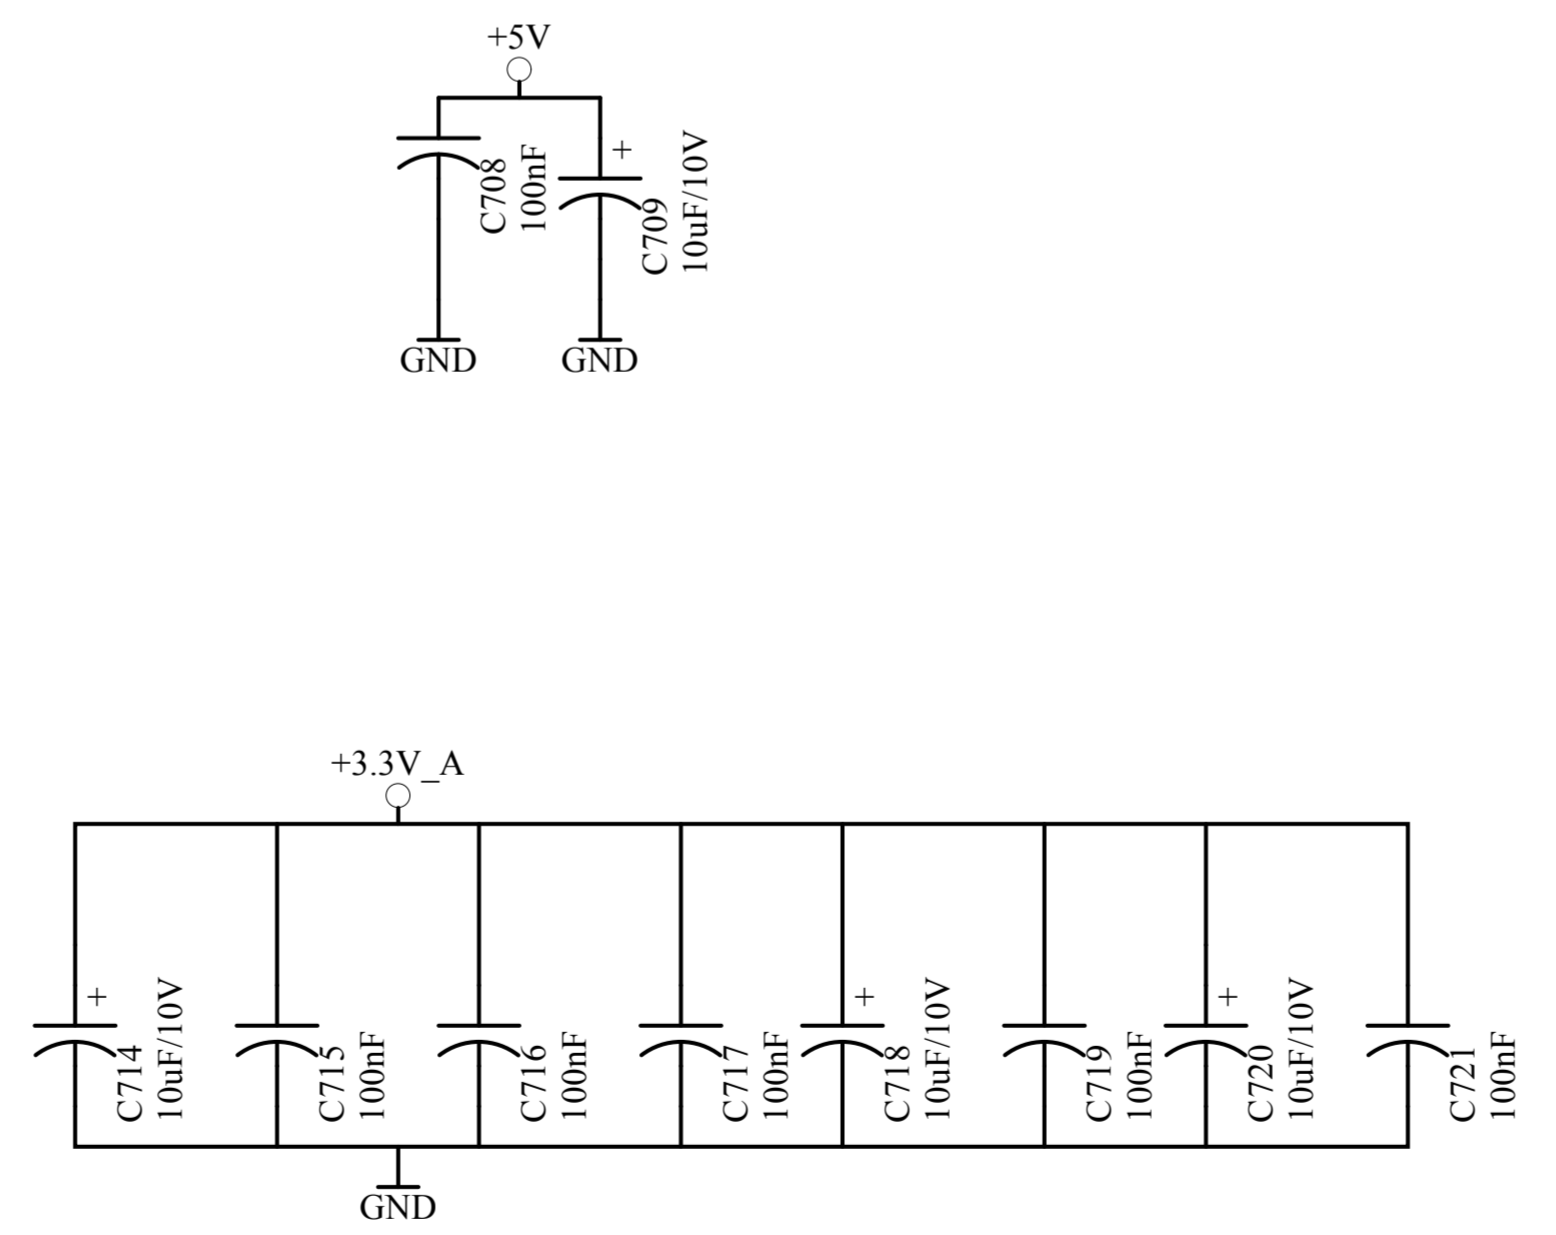 +5V
C708
100nF
+
C709
10uF/10V
GND
GND
+3.3V_A
+
C714
10uF/10V
C715
100nF
C716
100nF
C717
100nF
+
C718
10uF/10V
C719
100nF
+
C720
10uF/10V
C721
100nF
GND